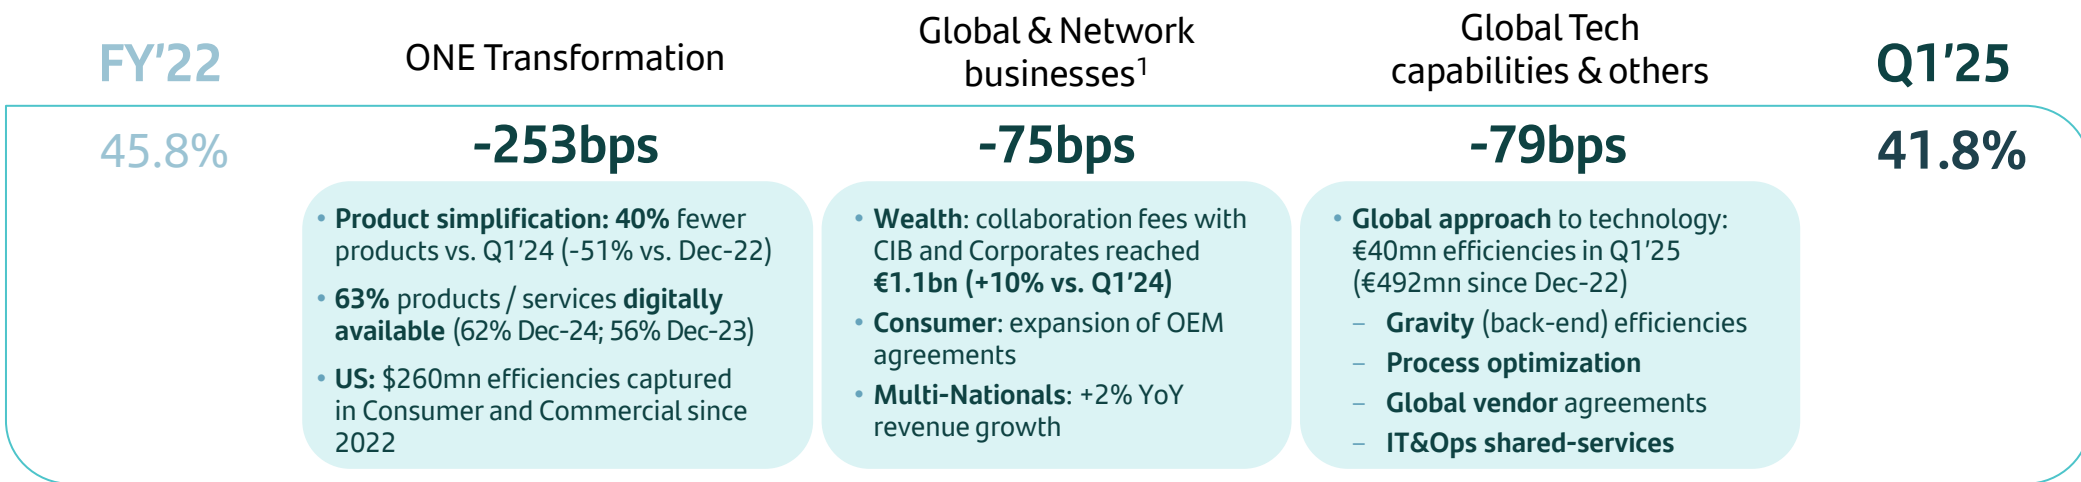 FY'22
ONE Transformation
Global & Network
businesses¹
Global Tech
capabilities & others
Q1'25
45.8%
-253bps
-75bps
-79bps
41.8%
• Product simplification: 40% fewer
products vs. Q1'24 (-51% vs. Dec-22)
• 63% products / services digitally
available (62% Dec-24; 56% Dec-23)
• US: $260mn efficiencies captured
in Consumer and Commercial since
2022
• Wealth: collaboration fees with
CIB and Corporates reached
€1.1bn (+10% vs. Q1'24)
• Consumer: expansion of OEM
agreements
• Multi-Nationals: +2% YoY
revenue growth
• Global approach to technology:
€40mn efficiencies in Q1'25
(€492mn since Dec-22)
– Gravity (back-end) efficiencies
– Process optimization
– Global vendor agreements
– IT&Ops shared-services